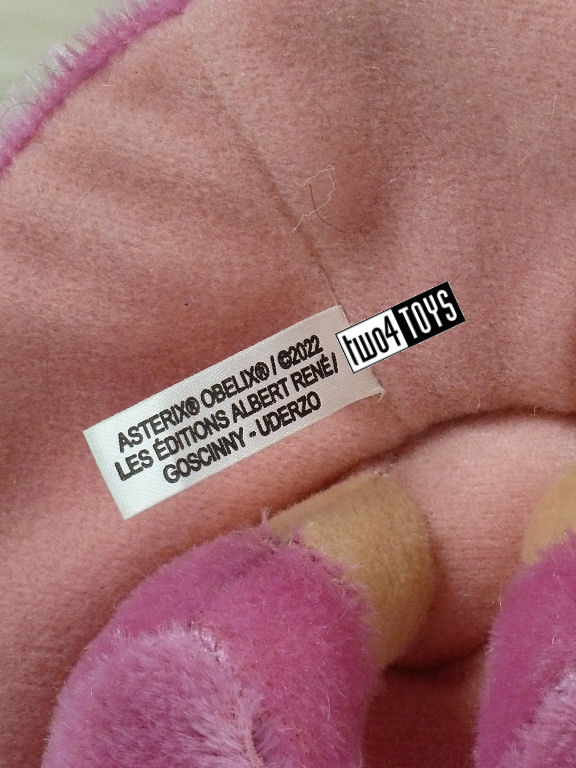 ASTERIX® OBELIX® / ©2022
LES ÉDITIONS ALBERT RENÉ /
GOSCINNY - UDERZO
two4TOYS